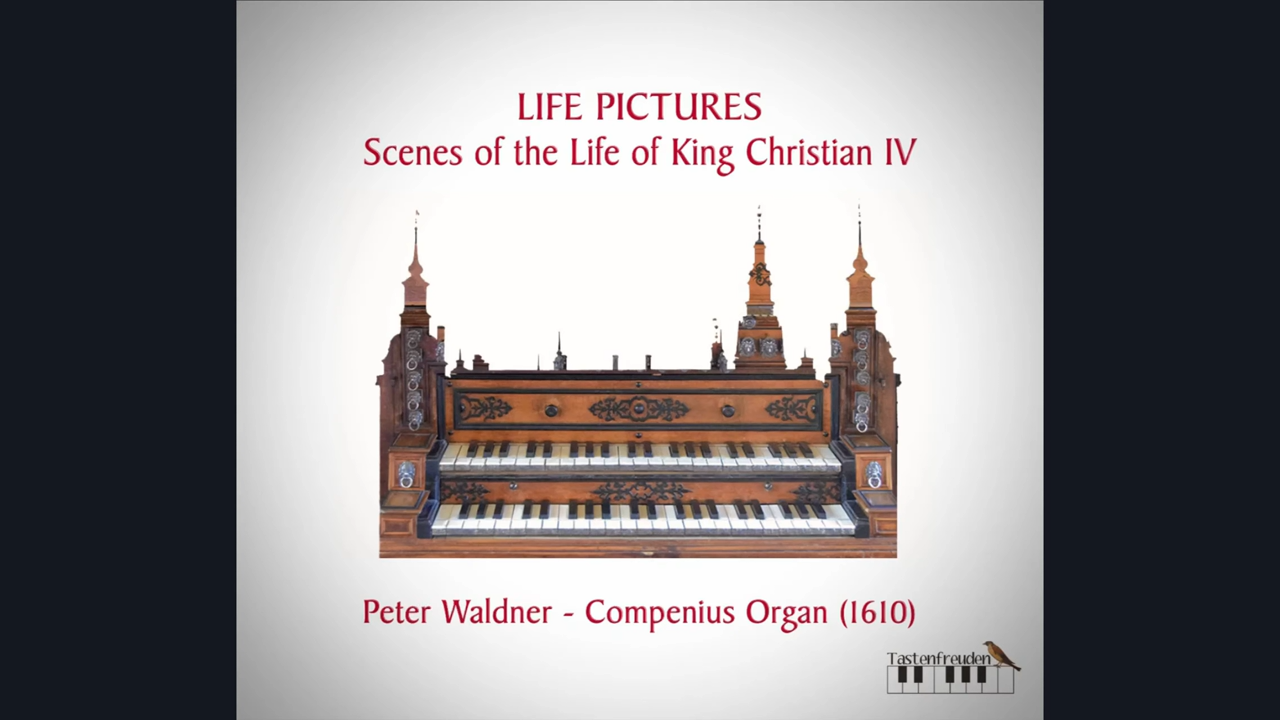 LIFE PICTURES
Scenes of the Life of King Christian IV
Peter Waldner - Compenius Organ (1610)
Tastenfreuden